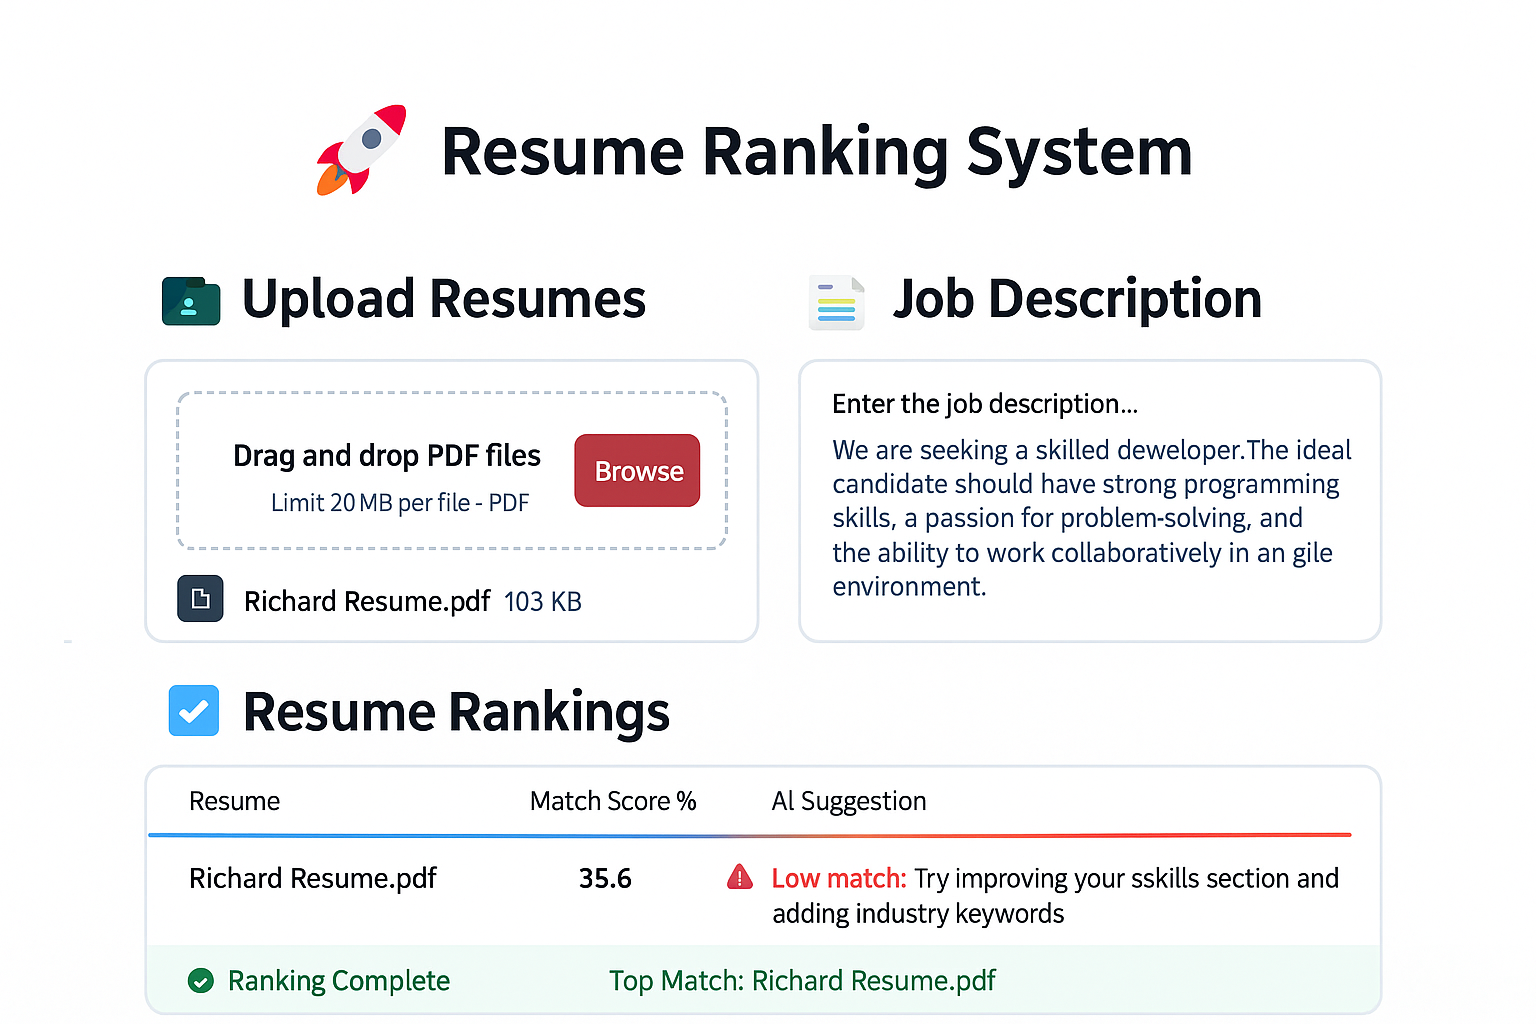 Resume Ranking System
Upload Resumes
Job Description
Drag and drop PDF files
Limit 20 MB per file - PDF
Browse
Richard Resume.pdf 103 KB
Enter the job description...
We are seeking a skilled deweloper.The ideal
candidate should have strong programming
skills, a passion for problem-solving, and
the ability to work collaboratively in an gile
environment.
Resume Rankings
Resume Match Score % Al Suggestion
Richard Resume.pdf 35.6 Low match: Try improving your sskills section and
adding industry keywords
Ranking Complete Top Match: Richard Resume.pdf